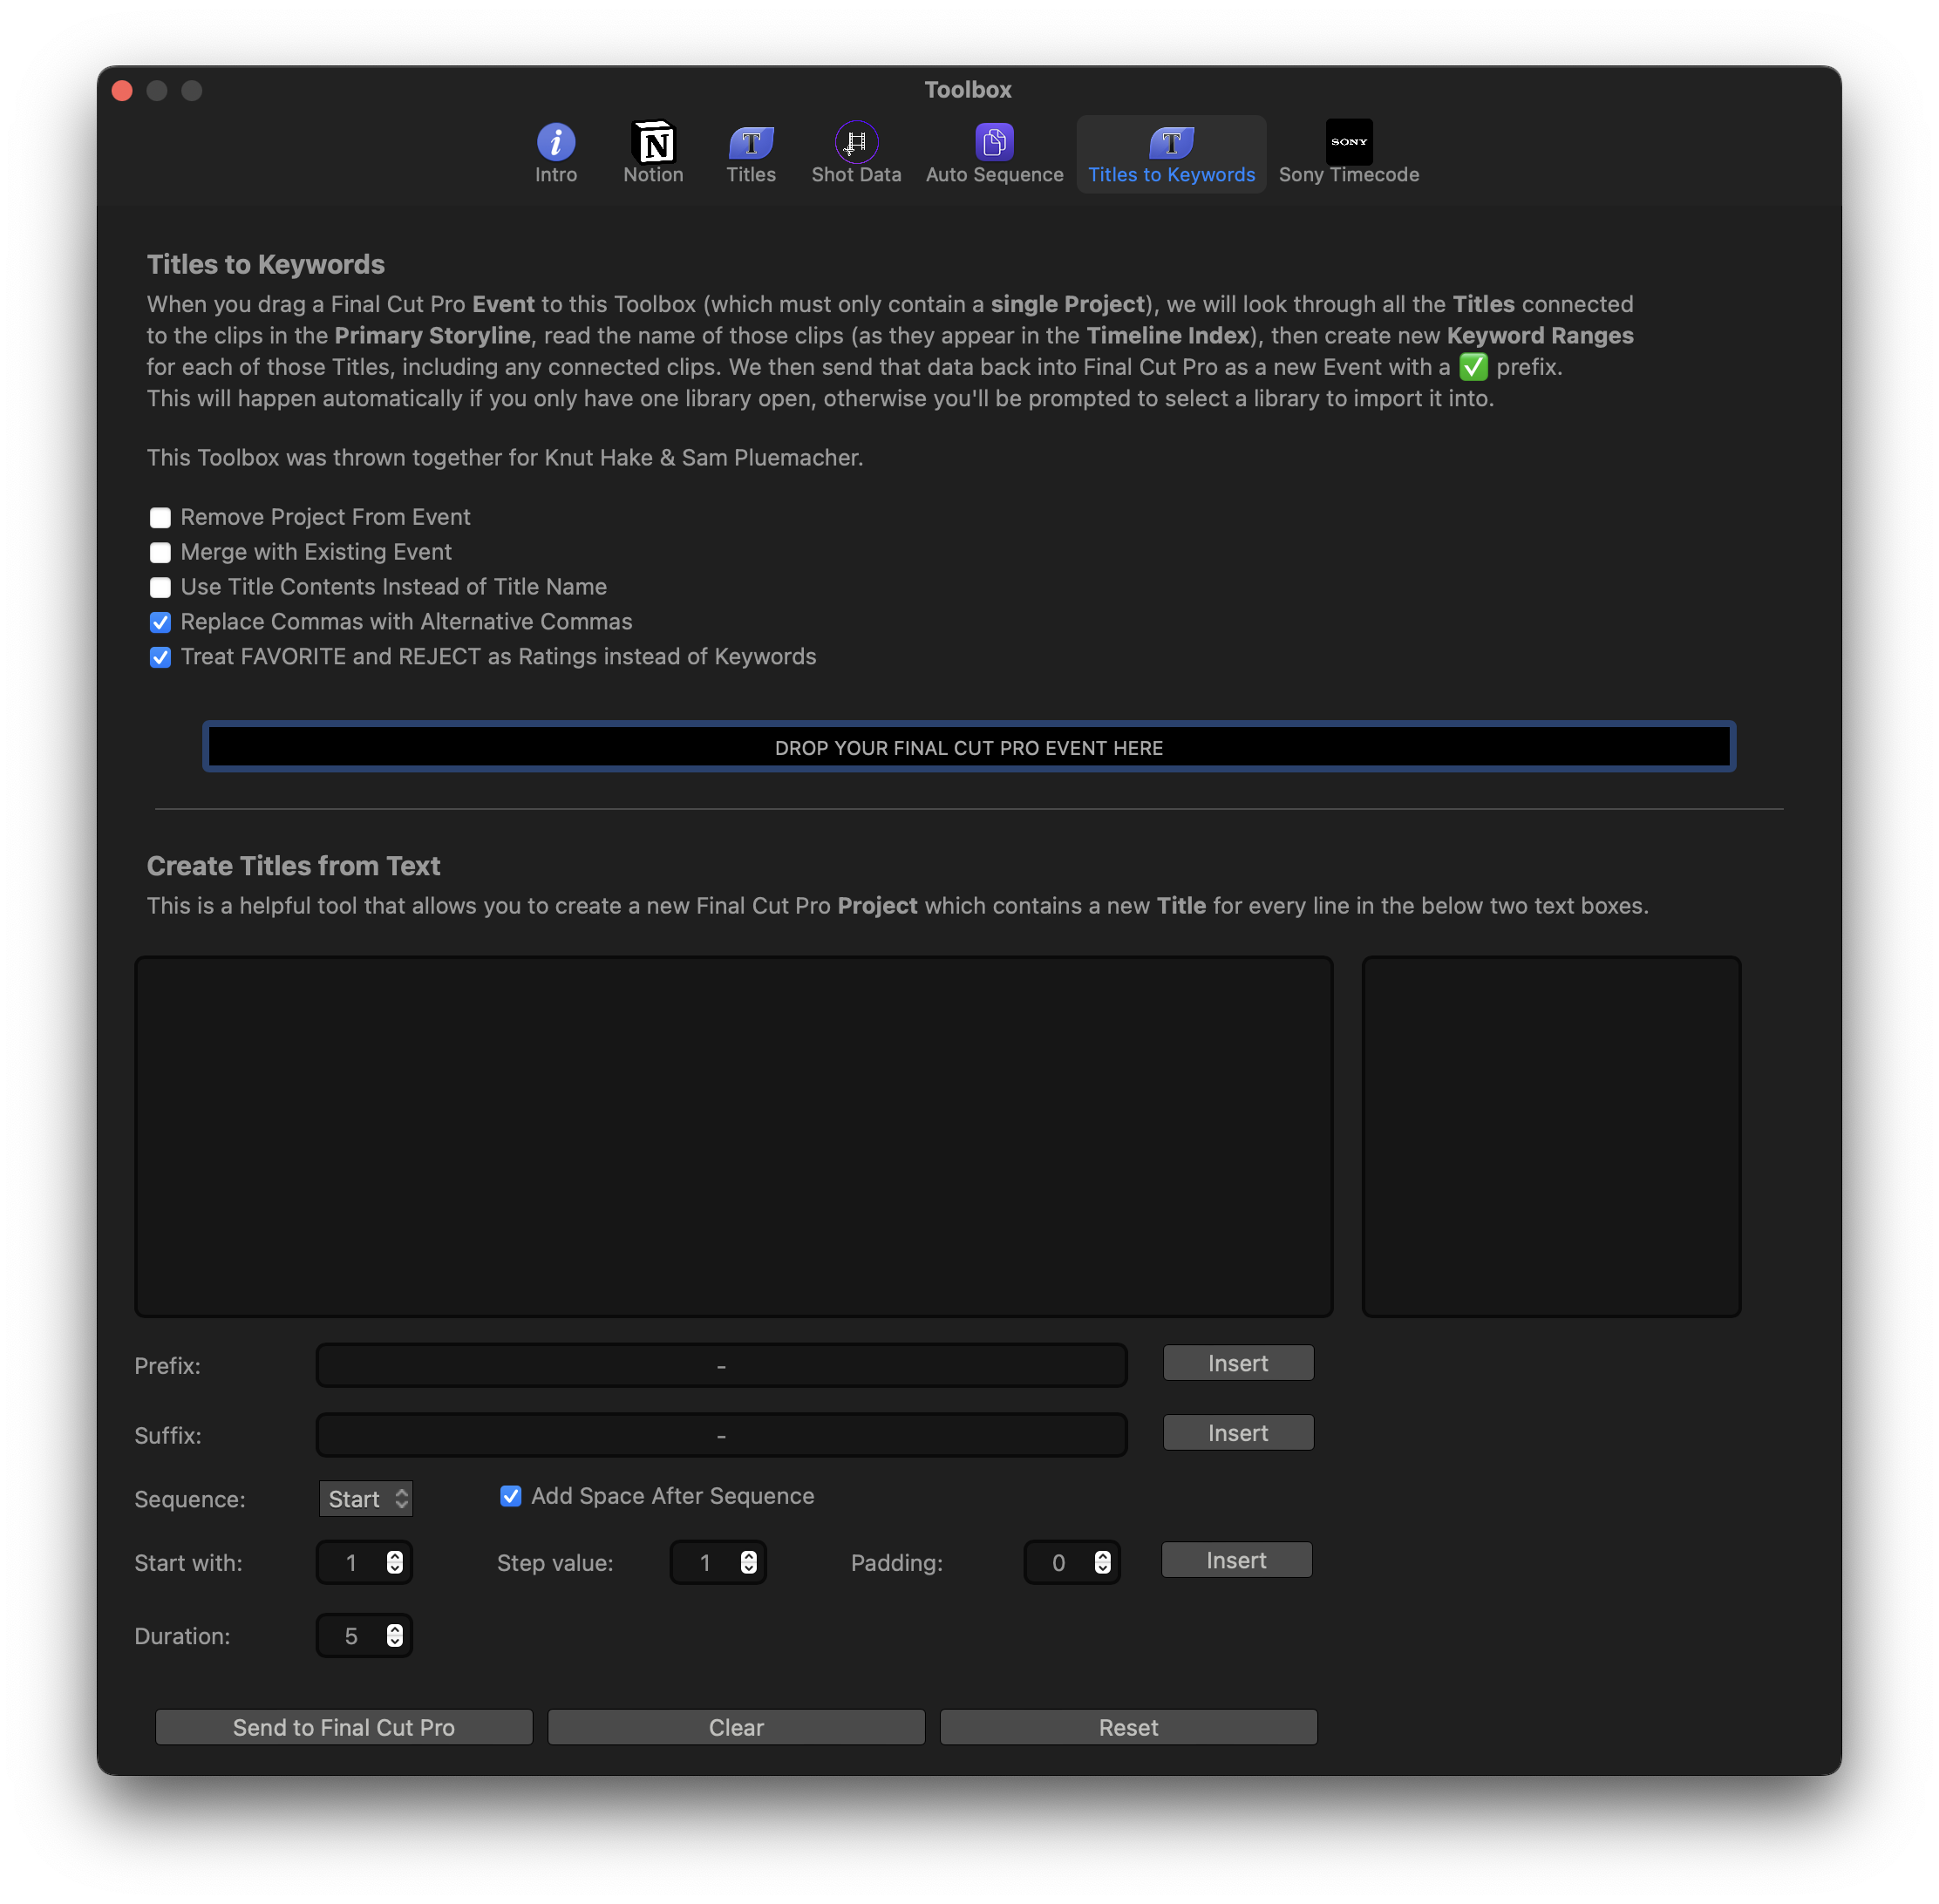 Toolbox
Intro
Notion
Titles
Shot Data
Auto Sequence
Titles to Keywords
SONY
Sony Timecode
Titles to Keywords
When you drag a Final Cut Pro Event to this Toolbox (which must only contain a single Project), we will look through all the Titles connected
to the clips in the Primary Storyline, read the name of those clips (as they appear in the Timeline Index), then create new Keyword Ranges
for each of those Titles, including any connected clips. We then send that data back into Final Cut Pro as a new Event with a ✅ prefix.
This will happen automatically if you only have one library open, otherwise you'll be prompted to select a library to import it into.
This Toolbox was thrown together for Knut Hake & Sam Pluemacher.
Remove Project From Event
Merge with Existing Event
Use Title Contents Instead of Title Name
Replace Commas with Alternative Commas
Treat FAVORITE and REJECT as Ratings instead of Keywords
DROP YOUR FINAL CUT PRO EVENT HERE
Create Titles from Text
This is a helpful tool that allows you to create a new Final Cut Pro Project which contains a new Title for every line in the below two text boxes.
Prefix: - Insert
Suffix: - Insert
Sequence: Start Add Space After Sequence
Start with: 1 Step value: 1 Padding: 0 Insert
Duration: 5
Send to Final Cut Pro Clear Reset